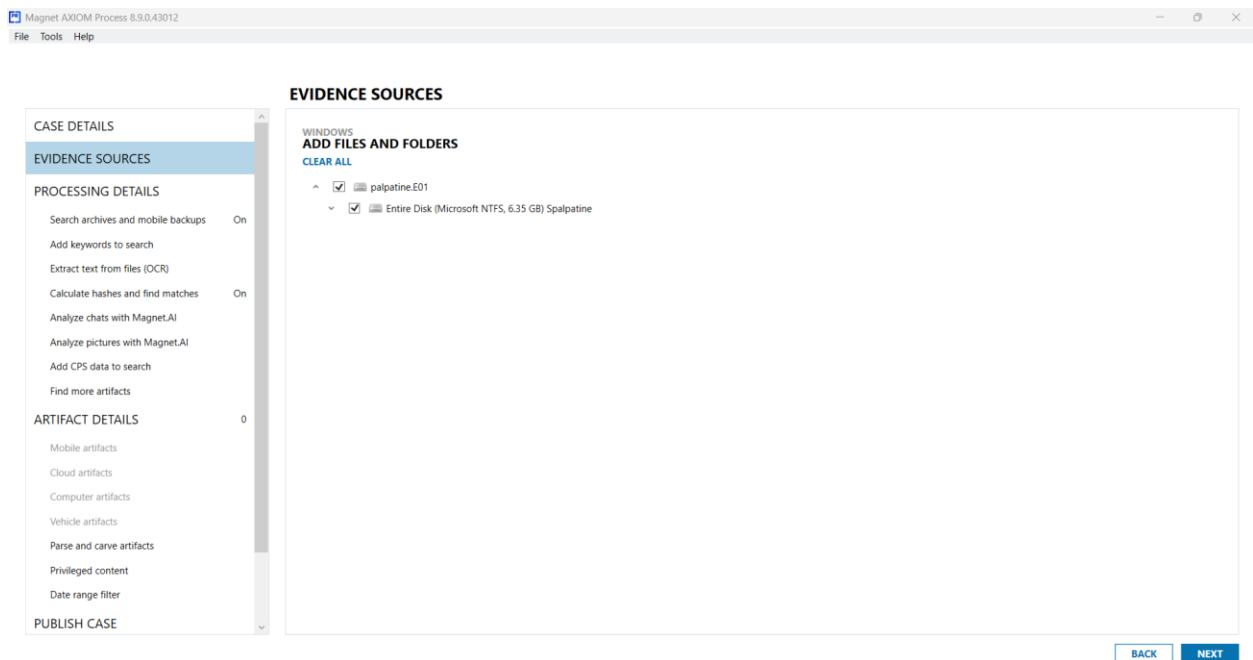 Magnet AXIOM Process 8.9.0.43012
File Tools Help
EVIDENCE SOURCES
CASE DETAILS
EVIDENCE SOURCES
PROCESSING DETAILS
Search archives and mobile backups On
Add keywords to search
Extract text from files (OCR)
Calculate hashes and find matches On
Analyze chats with Magnet.AI
Analyze pictures with Magnet.AI
Add CPS data to search
Find more artifacts
ARTIFACT DETAILS 0
Mobile artifacts
Cloud artifacts
Computer artifacts
Vehicle artifacts
Parse and carve artifacts
Privileged content
Date range filter
PUBLISH CASE
WINDOWS
ADD FILES AND FOLDERS
CLEAR ALL
palpatine.E01
Entire Disk (Microsoft NTFS, 6.35 GB) Spalpatine
BACK NEXT